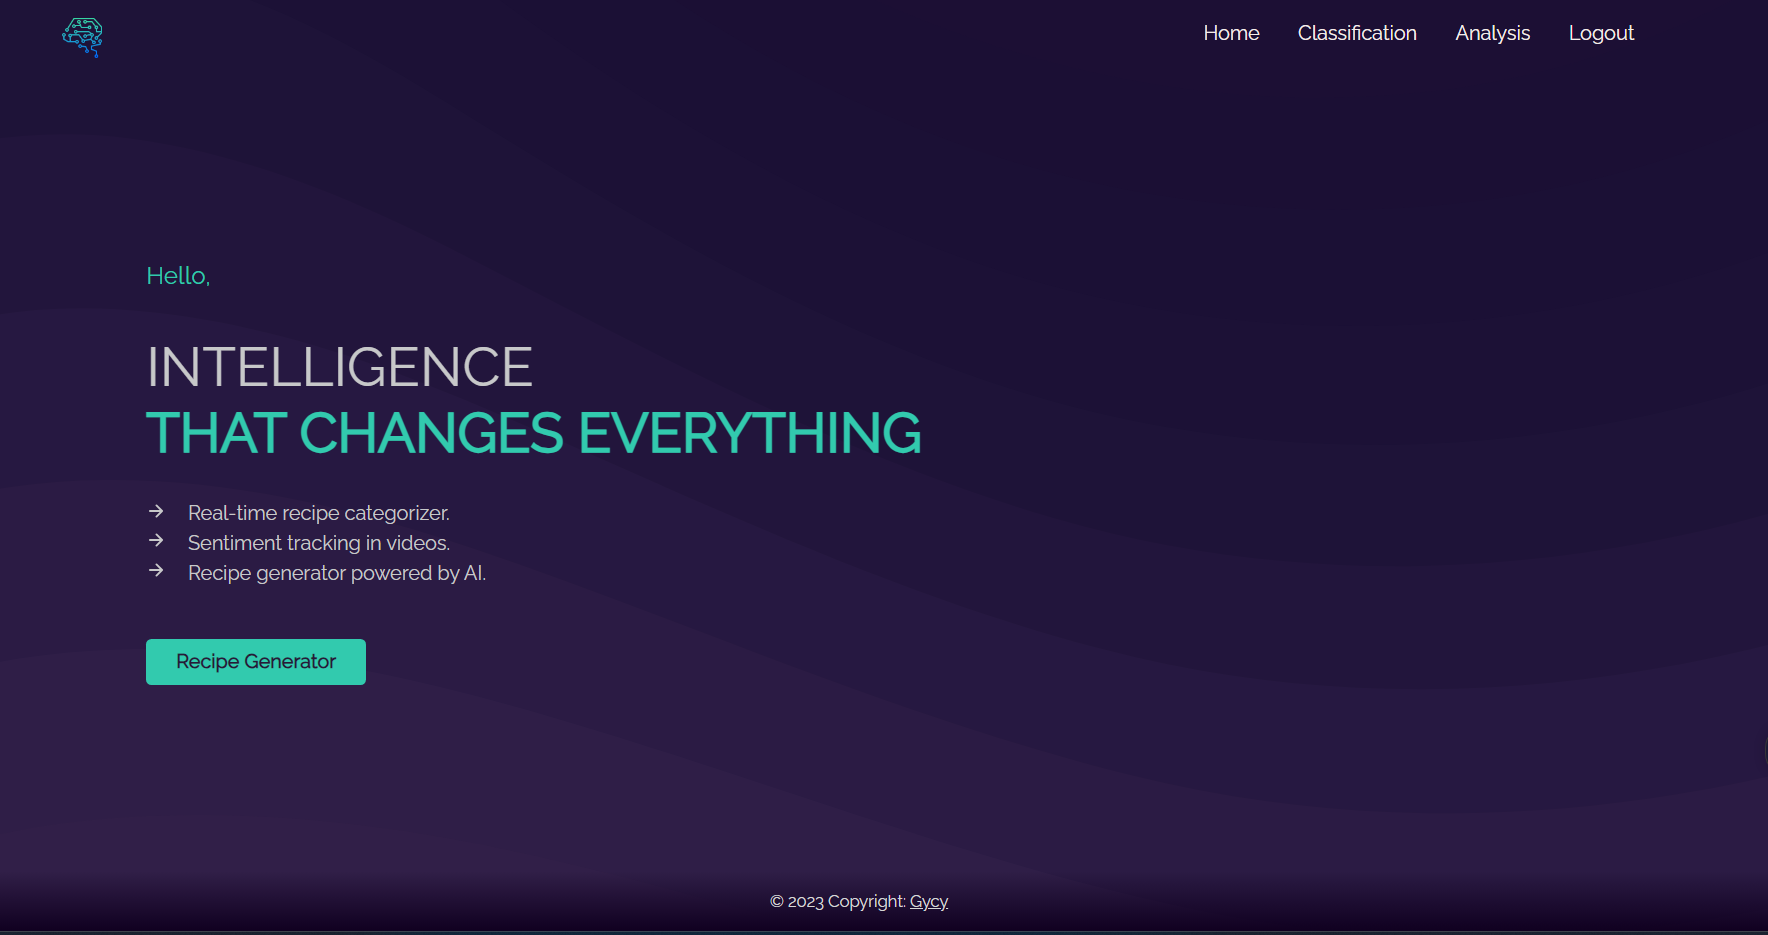 Home Classification Analysis Logout
Hello,
INTELLIGENCE
THAT CHANGES EVERYTHING
Real-time recipe categorizer.
Sentiment tracking in videos.
Recipe generator powered by AI.
Recipe Generator
© 2023 Copyright: Gycy